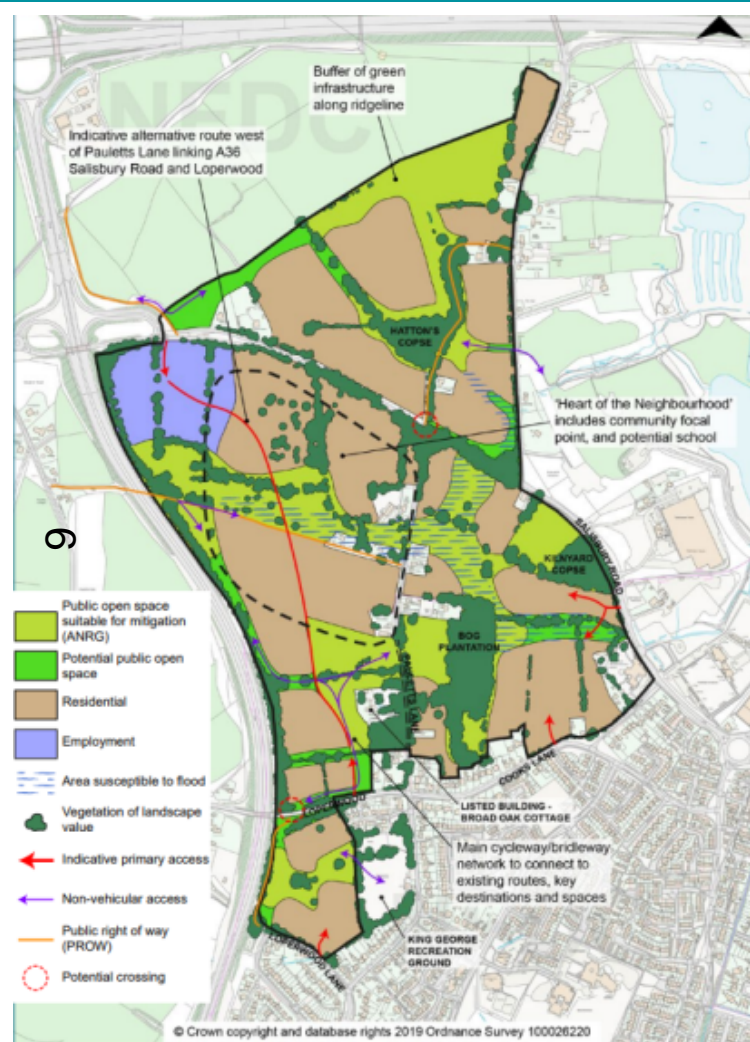 NFDC
Buffer of green
infrastructure
along ridgeline
Indicative alternative route west
of Pauletts Lane linking A36
Salisbury Road and Loperwood
HATTON'S
COPSE
'Heart of the Neighbourhood'
includes community focal
point, and potential school
SALISBURY ROAD
KILNYARD
COPSE
BOG
PLANTATION
PAULETTS LANE
COOKS LANE
LOPERWOOD
LISTED BUILDING -
BROAD OAK COTTAGE
Main cycleway/bridleway
network to connect to
existing routes, key
destinations and spaces
KING GEORGE
RECREATION
GROUND
LOPERWOOD LANE
9
Public open space
suitable for mitigation
(ANRG)
Potential public open
space
Residential
Employment
Area susceptible to flood
Vegetation of landscape
value
Indicative primary access
Non-vehicular access
Public right of way
(PROW)
Potential crossing
© Crown copyright and database rights 2019 Ordnance Survey 100026220